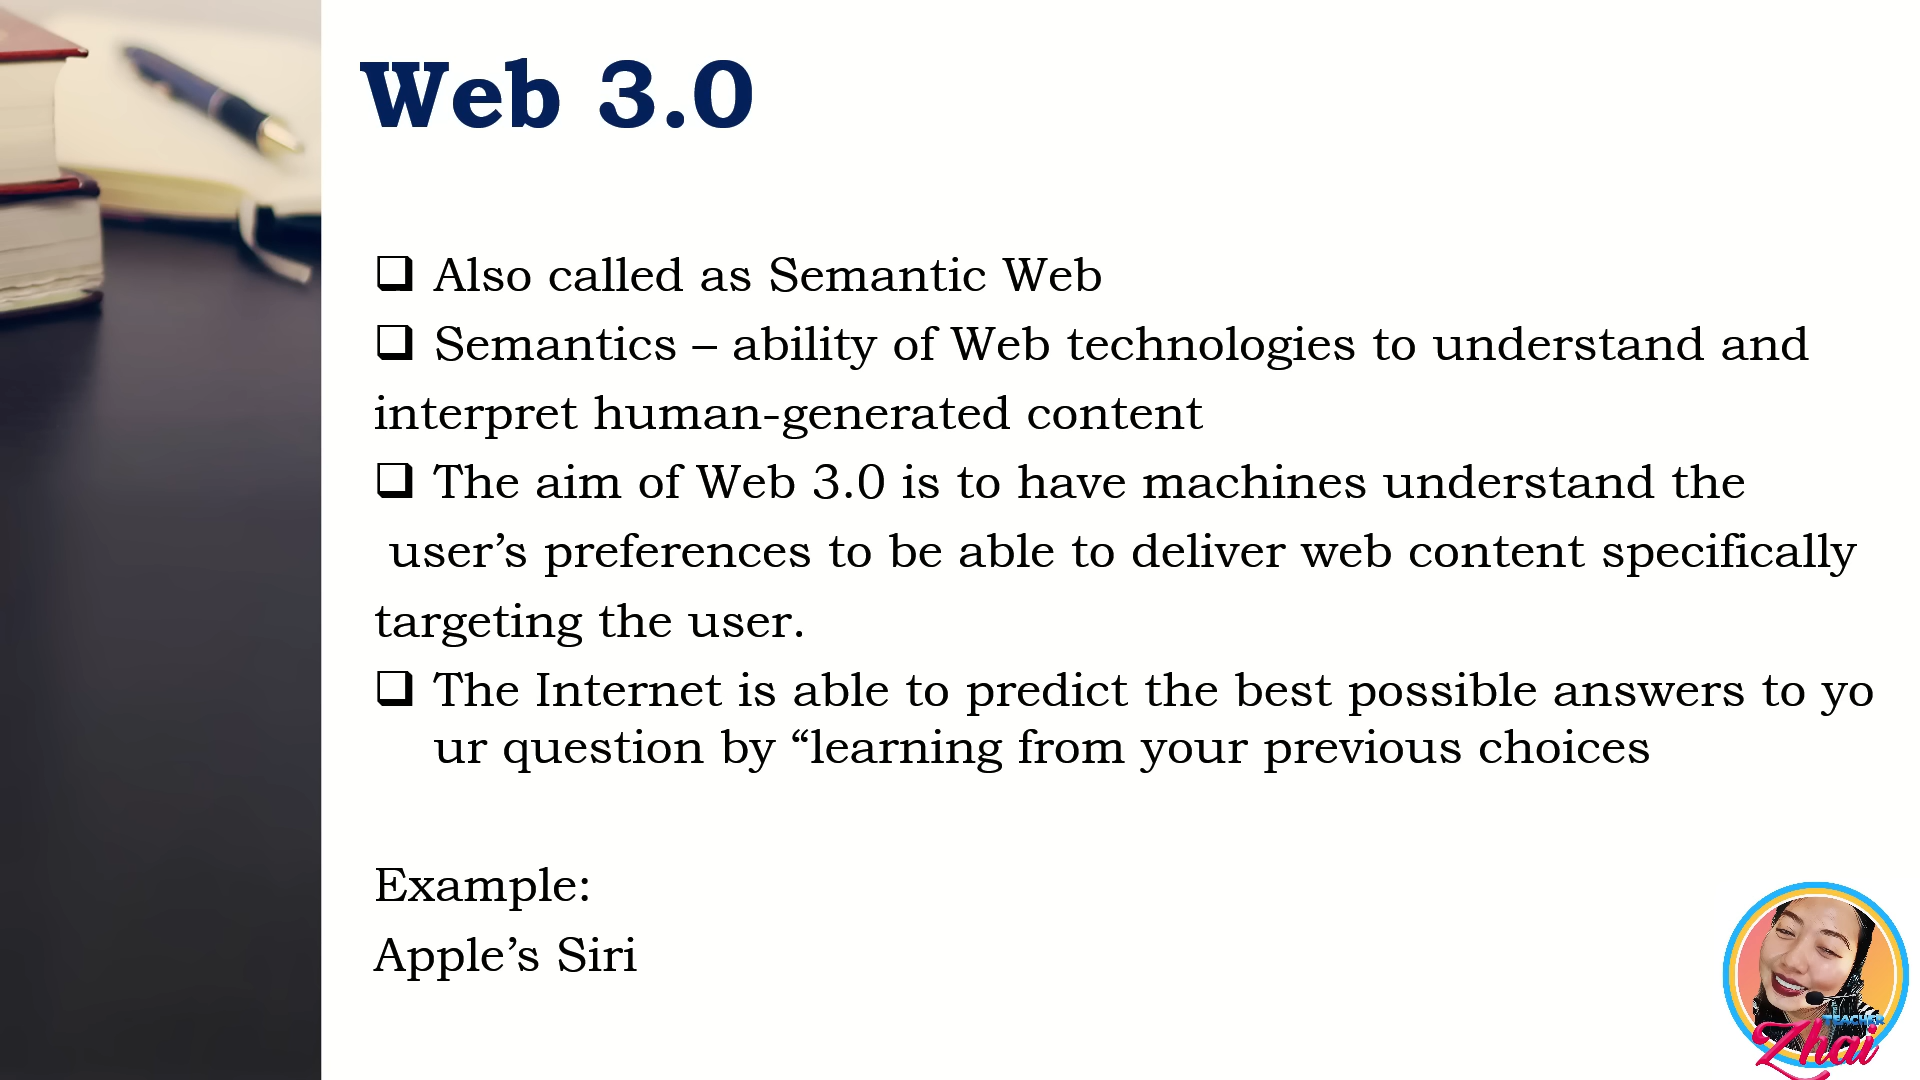 Web 3.0
❑ Also called as Semantic Web
❑ Semantics – ability of Web technologies to understand and
interpret human-generated content
❑ The aim of Web 3.0 is to have machines understand the
user’s preferences to be able to deliver web content specifically
targeting the user.
❑ The Internet is able to predict the best possible answers to yo
ur question by “learning from your previous choices
Example:
Apple’s Siri
TEACHER
Zhai